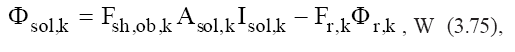 Φsol,k = Fsh,ob,k Asol,k Isol,k − Fr,k Φr,k , W (3.75),